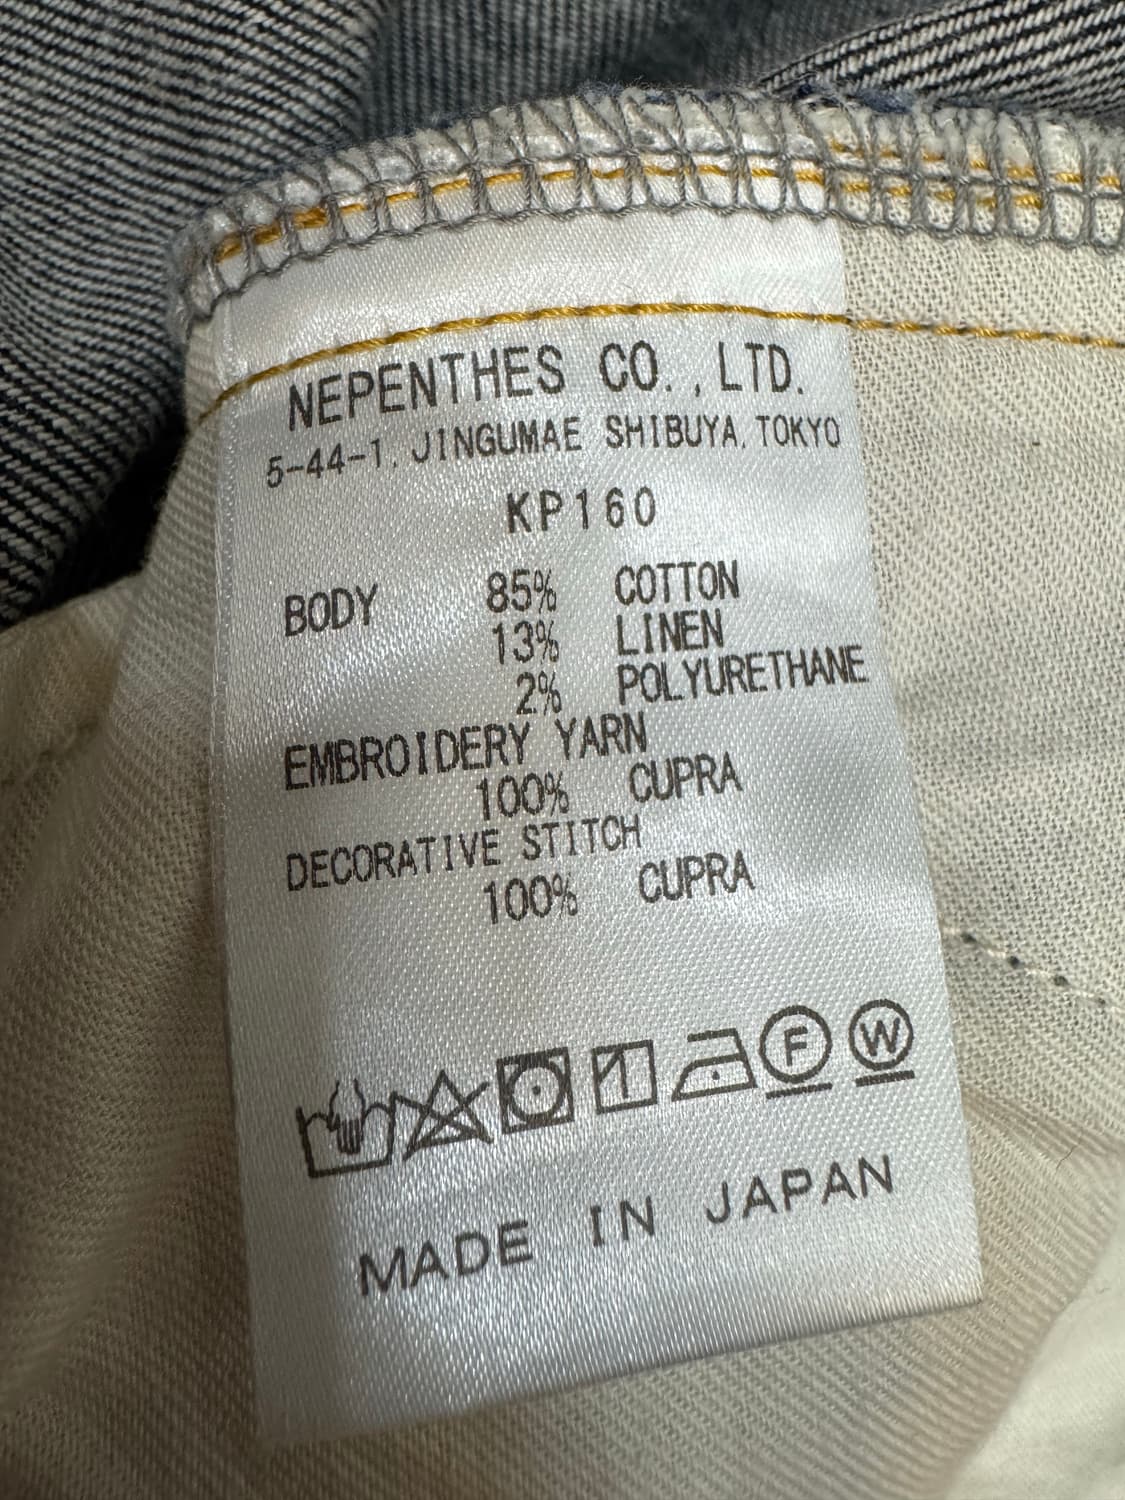 NEPENTHES CO., LTD.
5-44-1, JINGUMAE SHIBUYA, TOKYO
KP160
BODY 85% COTTON
13% LINEN
2% POLYURETHANE
EMBROIDERY YARN
100% CUPRA
DECORATIVE STITCH
100% CUPRA
F W
MADE IN JAPAN